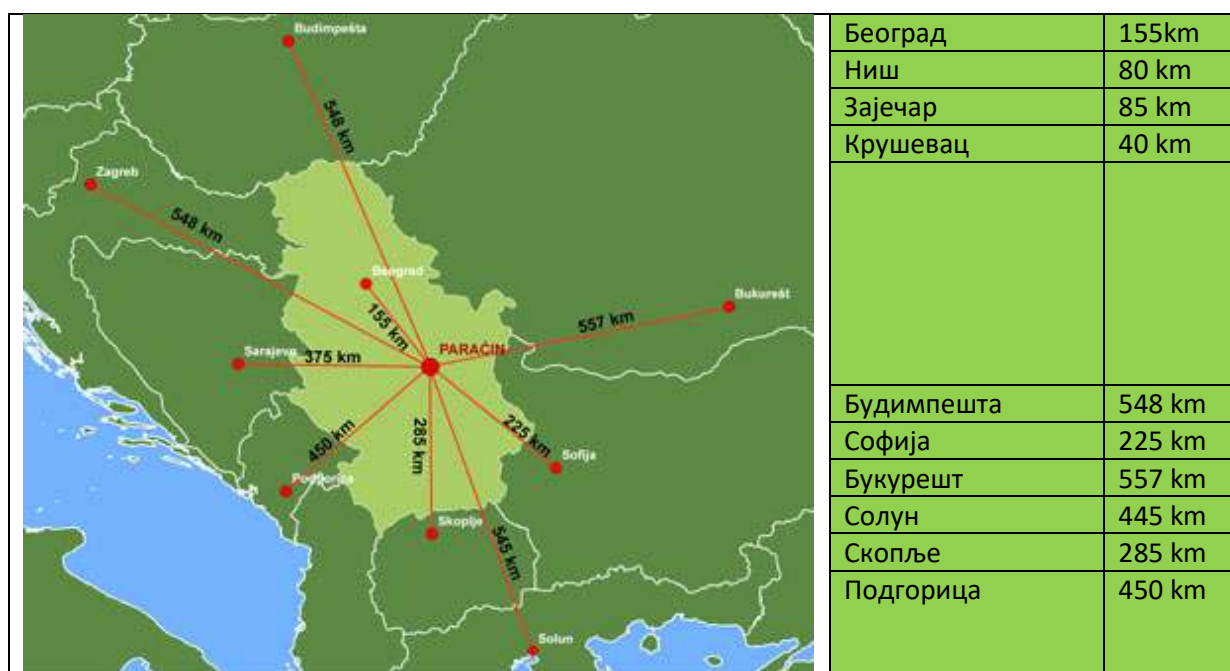 Budimpešta
548 km
Zagreb
548 km
Beograd
155 km
Bukurešt
557 km
PARAĆIN
Sarajevo
375 km
450 km
285 km
225 km
Sofija
Podgorica
Skoplje
545 km
Solun
Београд 155km
Ниш 80 km
Зајечар 85 km
Крушевац 40 km
Будимпешта 548 km
Софија 225 km
Букурешт 557 km
Солун 445 km
Скопље 285 km
Подгорица 450 km